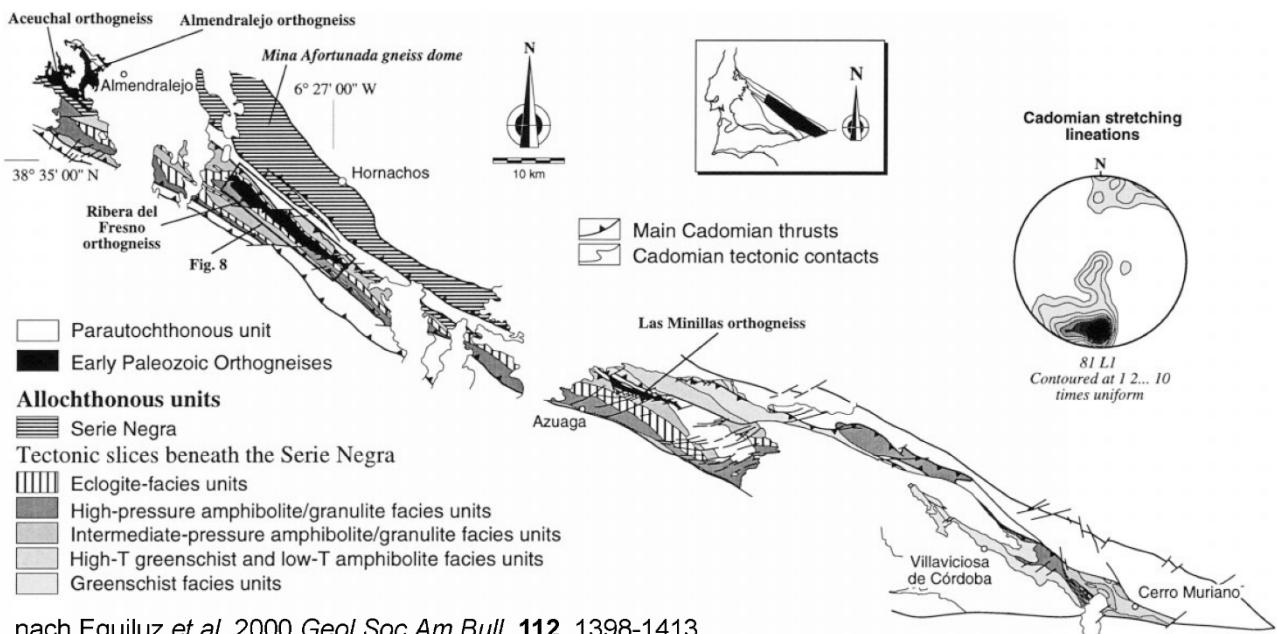 Aceuchal orthogneiss
Almendralejo orthogneiss
Mina Afortunada gneiss dome
Almendralejo
6° 27' 00" W
N
10 km
N
Cadomian stretching
lineations
N
38° 35' 00" N
Hornachos
Ribera del
Fresno
orthogneiss
Fig. 8
Main Cadomian thrusts
Cadomian tectonic contacts
81 L1
Contoured at 1 2... 10
times uniform
Las Minillas orthogneiss
Parautochthonous unit
Early Paleozoic Orthogneises
Allochthonous units
Serie Negra
Tectonic slices beneath the Serie Negra
Eclogite-facies units
High-pressure amphibolite/granulite facies units
Intermediate-pressure amphibolite/granulite facies units
High-T greenschist and low-T amphibolite facies units
Greenschist facies units
Azuaga
Villaviciosa
de Córdoba
Cerro Muriano
nach Eguiluz et al. 2000 Geol Soc Am Bull, 112, 1398-1413